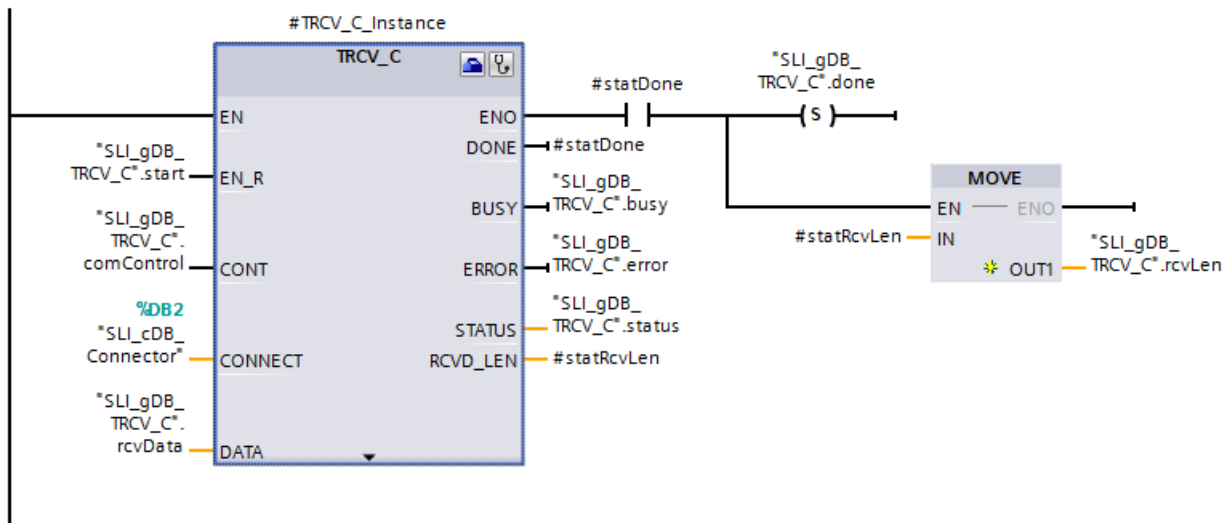 #TRCV_C_Instance
TRCV_C
EN
ENO
#statDone
"SLI_gDB_
TRCV_C".done
S
DONE
#statDone
"SLI_gDB_
TRCV_C".start
EN_R
"SLI_gDB_
TRCV_C".busy
BUSY
MOVE
EN
ENO
#statRcvLen
IN
OUT1
"SLI_gDB_
TRCV_C".rcvLen
"SLI_gDB_
TRCV_C".
comControl
CONT
ERROR
"SLI_gDB_
TRCV_C".error
%DB2
"SLI_cDB_
Connector"
CONNECT
STATUS
"SLI_gDB_
TRCV_C".status
RCVD_LEN
#statRcvLen
"SLI_gDB_
TRCV_C".
rcvData
DATA